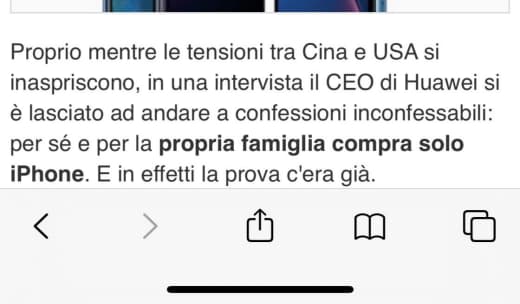 Proprio mentre le tensioni tra Cina e USA si
inaspriscono, in una intervista il CEO di Huawei si
è lasciato ad andare a confessioni inconfessabili:
per sé e per la propria famiglia compra solo
iPhone. E in effetti la prova c'era già.